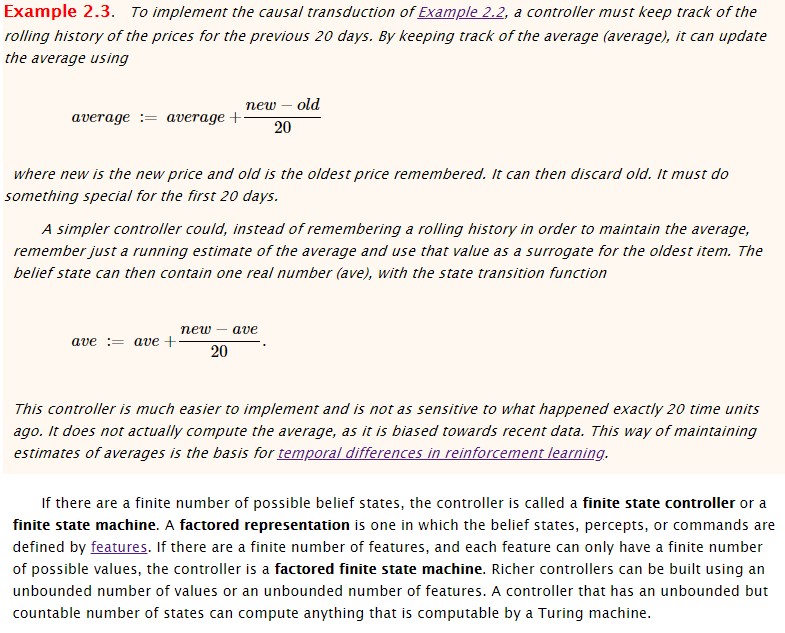 Example 2.3. To implement the causal transduction of Example 2.2, a controller must keep track of the
rolling history of the prices for the previous 20 days. By keeping track of the average (average), it can update
the average using
average := average + (new − old)/20
where new is the new price and old is the oldest price remembered. It can then discard old. It must do
something special for the first 20 days.
A simpler controller could, instead of remembering a rolling history in order to maintain the average,
remember just a running estimate of the average and use that value as a surrogate for the oldest item. The
belief state can then contain one real number (ave), with the state transition function
ave := ave + (new − ave)/20.
This controller is much easier to implement and is not as sensitive to what happened exactly 20 time units
ago. It does not actually compute the average, as it is biased towards recent data. This way of maintaining
estimates of averages is the basis for temporal differences in reinforcement learning.
If there are a finite number of possible belief states, the controller is called a finite state controller or a
finite state machine. A factored representation is one in which the belief states, percepts, or commands are
defined by features. If there are a finite number of features, and each feature can only have a finite number
of possible values, the controller is a factored finite state machine. Richer controllers can be built using an
unbounded number of values or an unbounded number of features. A controller that has an unbounded but
countable number of states can compute anything that is computable by a Turing machine.